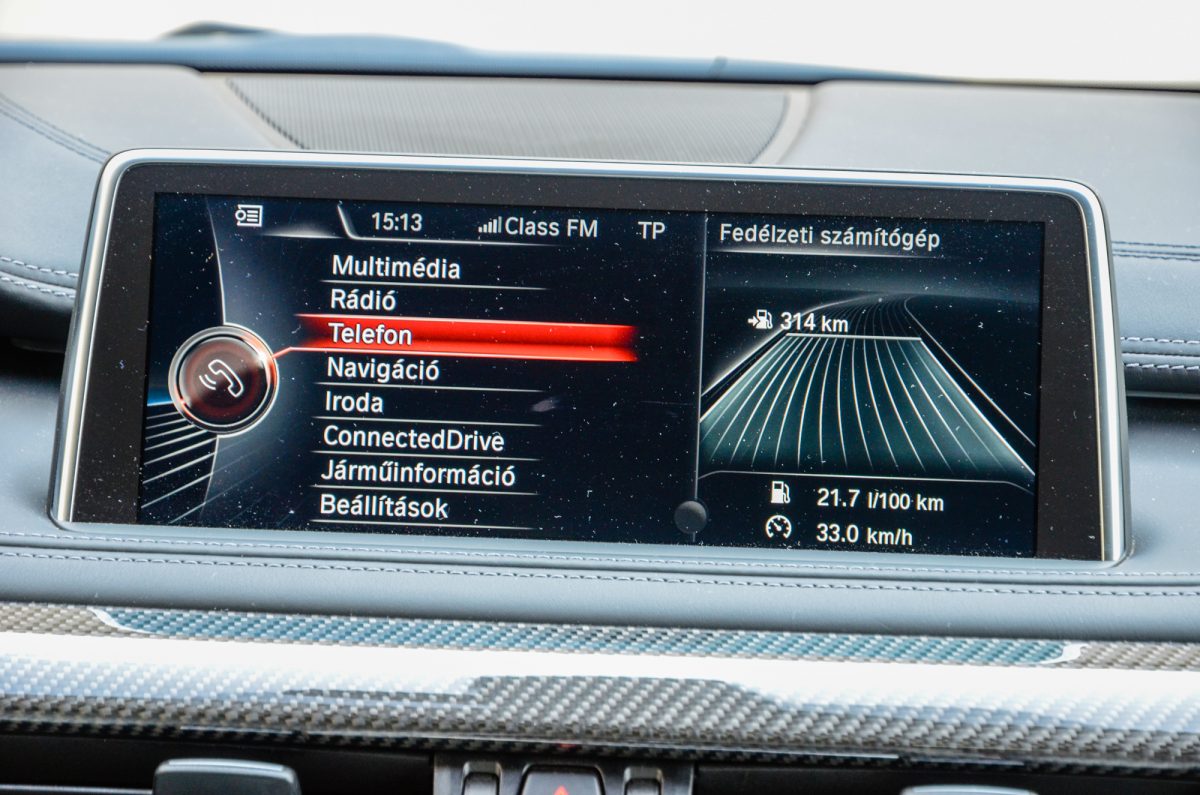 15:13 Class FM TP
Multimédia
Rádió
Telefon
Navigáció
Iroda
ConnectedDrive
Járműinformáció
Beállítások
Fedélzeti számítógép
314 km
21.7 l/100 km
33.0 km/h